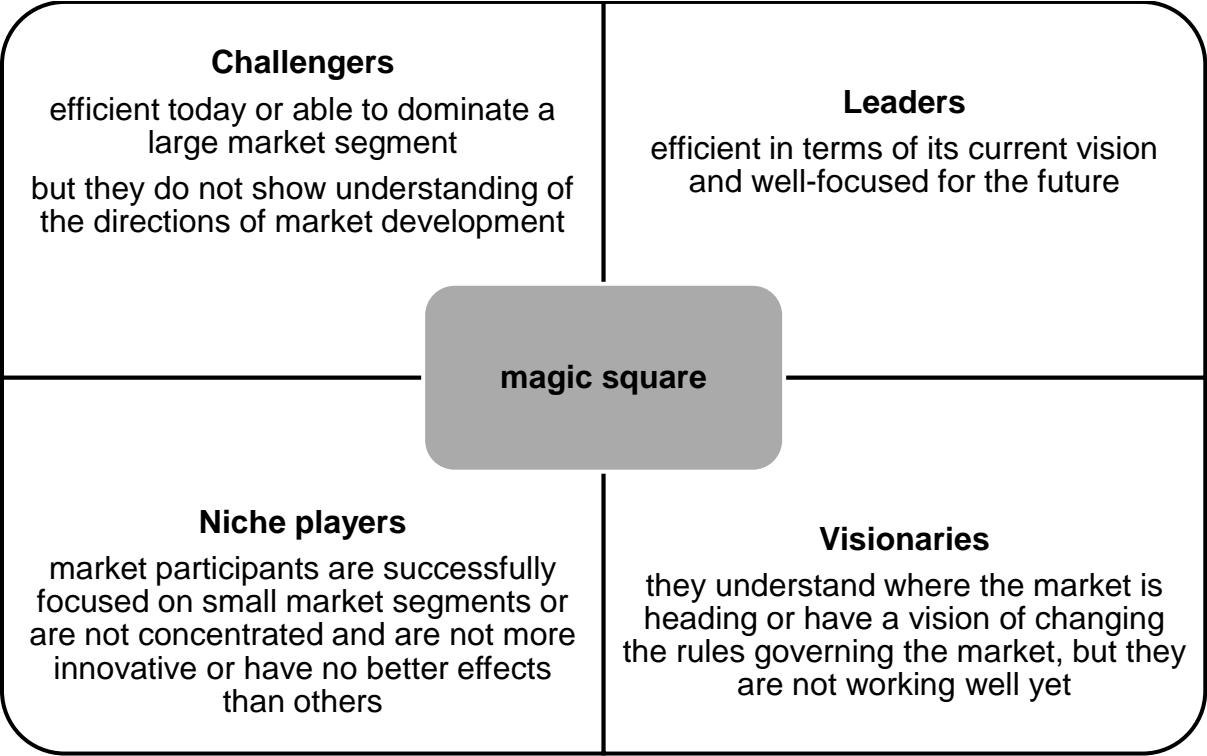 Challengers
efficient today or able to dominate a
large market segment
but they do not show understanding of
the directions of market development
Leaders
efficient in terms of its current vision
and well-focused for the future
magic square
Niche players
market participants are successfully
focused on small market segments or
are not concentrated and are not more
innovative or have no better effects
than others
Visionaries
they understand where the market is
heading or have a vision of changing
the rules governing the market, but they
are not working well yet